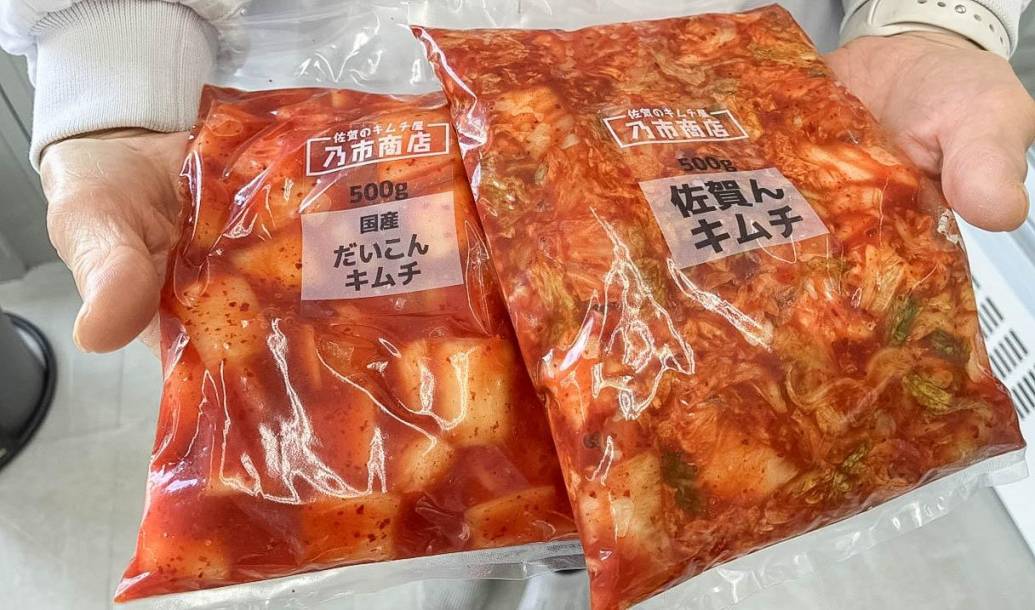 佐賀のキムチ屋
乃市商店
500g
国産
だいこん
キムチ
佐賀のキムチ屋
乃市商店
500g
佐賀ん
キムチ